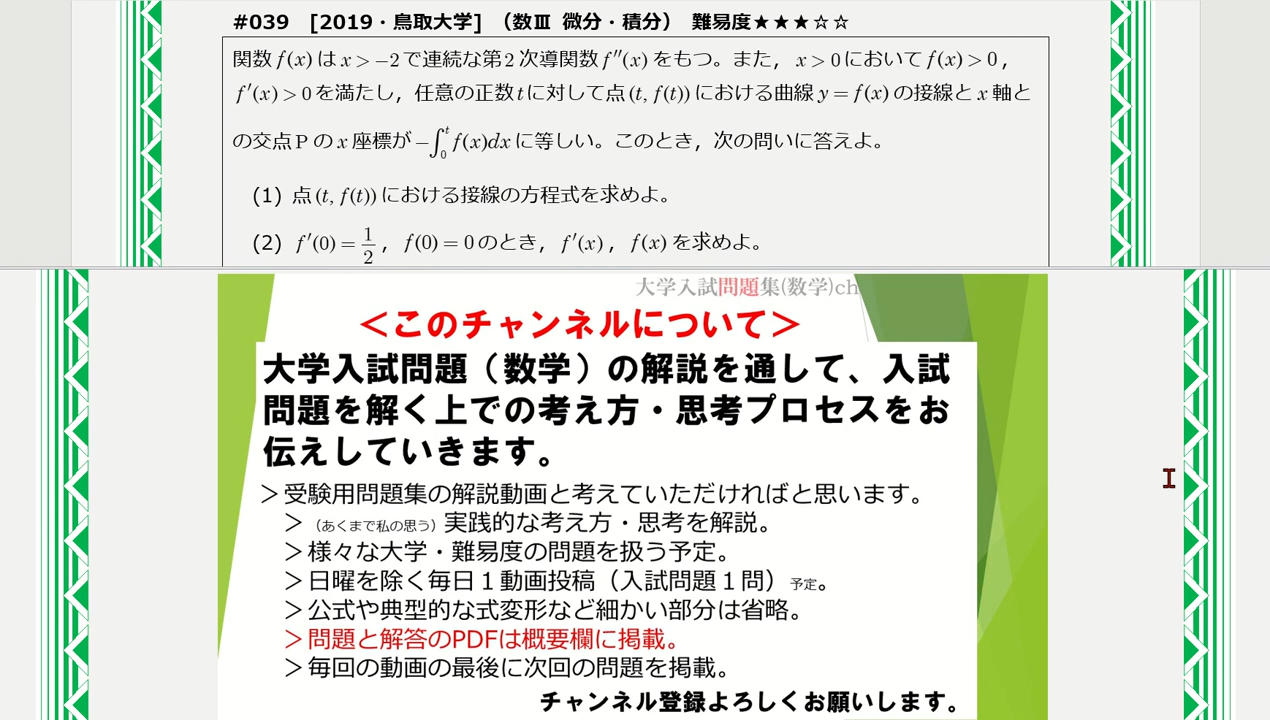 #039 [2019・鳥取大学] （数Ⅲ 微分・積分） 難易度★★★☆☆
関数 f(x) は x > −2 で連続な第2次導関数 f''(x) をもつ。また，x > 0 において f(x) > 0，
f'(x) > 0 を満たし，任意の正数 t に対して点 (t, f(t)) における曲線 y = f(x) の接線と x 軸と
の交点 P の x 座標が −∫₀ᵗ f(x)dx に等しい。このとき，次の問いに答えよ。
(1) 点 (t, f(t)) における接線の方程式を求めよ。
(2) f'(0) = 1/2，f(0) = 0 のとき，f'(x)，f(x) を求めよ。
大学入試問題集(数学)ch
＜このチャンネルについて＞
大学入試問題（数学）の解説を通して、入試
問題を解く上での考え方・思考プロセスをお
伝えしていきます。
＞受験用問題集の解説動画と考えていただければと思います。
＞（あくまで私の思う）実践的な考え方・思考を解説。
＞様々な大学・難易度の問題を扱う予定。
＞日曜を除く毎日１動画投稿（入試問題１問）予定。
＞公式や典型的な式変形など細かい部分は省略。
＞問題と解答のPDFは概要欄に掲載。
＞毎回の動画の最後に次回の問題を掲載。
チャンネル登録よろしくお願いします。